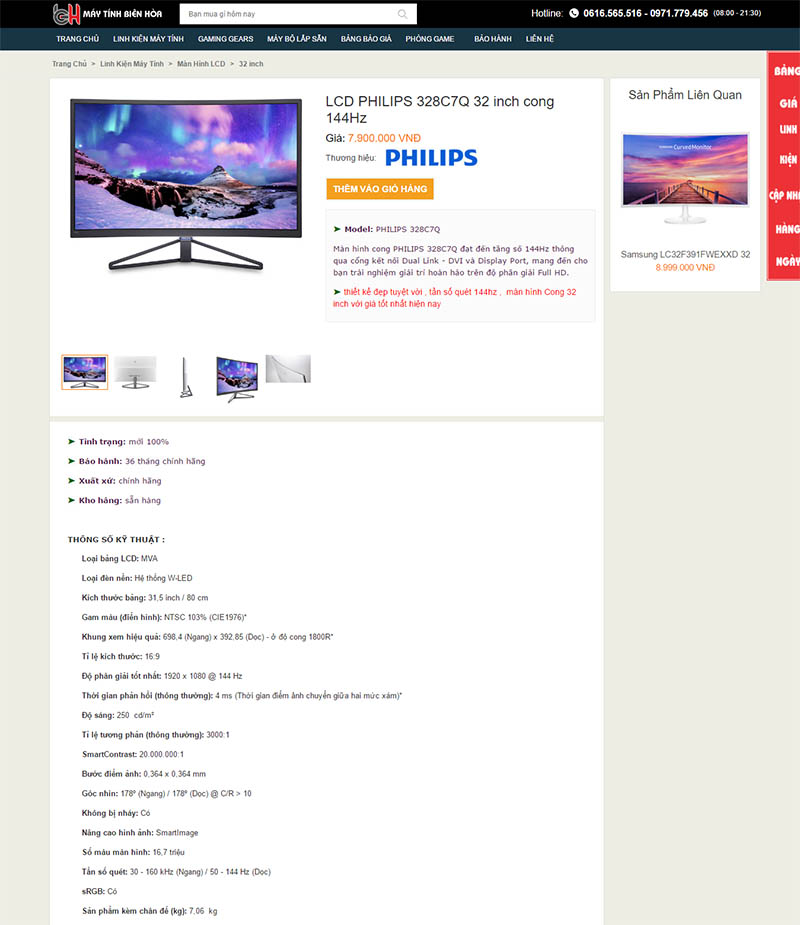 BCH MÁY TÍNH BIÊN HÒA
Bạn mua gì hôm nay
Hotline: 0616.565.516 - 0971.779.456 (08:00 - 21:30)
TRANG CHỦ LINH KIỆN MÁY TÍNH GAMING GEARS MÁY BỘ LẮP SẴN BẢNG BÁO GIÁ PHÒNG GAME BẢO HÀNH LIÊN HỆ
Trang Chủ > Linh Kiện Máy Tính > Màn Hình LCD > 32 inch
LCD PHILIPS 328C7Q 32 inch cong
144Hz
Giá: 7.900.000 VNĐ
Thương hiệu: PHILIPS
THÊM VÀO GIỎ HÀNG
➤ Model: PHILIPS 328C7Q
Màn hình cong PHILIPS 328C7Q đạt đến tầng số 144Hz thông
qua cổng kết nối Dual Link - DVI và Display Port, mang đến cho
bạn trải nghiệm giải trí hoàn hảo trên độ phân giải Full HD.
➤ thiết kế đẹp tuyệt vời , tần số quét 144hz , màn hình Cong 32
inch với giá tốt nhất hiện nay
Sản Phẩm Liên Quan
SAMSUNG CurvedMonitor
Samsung LC32F391FWEXXD 32
8.999.000 VNĐ
BẢNG
GIÁ
LINH
KIỆN
CẬP NH
HÀNG
NGÀY
➤ Tình trạng: mới 100%
➤ Bảo hành: 36 tháng chính hãng
➤ Xuất xứ: chính hãng
➤ Kho hàng: sẵn hàng
THÔNG SỐ KỸ THUẬT :
Loại bảng LCD: MVA
Loại đèn nền: Hệ thống W-LED
Kích thước bảng: 31,5 inch / 80 cm
Gam màu (điển hình): NTSC 103% (CIE1976)*
Khung xem hiệu quả: 698,4 (Ngang) x 392,85 (Dọc) - ở độ cong 1800R*
Tỉ lệ kích thước: 16:9
Độ phân giải tốt nhất: 1920 x 1080 @ 144 Hz
Thời gian phản hồi (thông thường): 4 ms (Thời gian điểm ảnh chuyển giữa hai mức xám)*
Độ sáng: 250 cd/m²
Tỉ lệ tương phản (thông thường): 3000:1
SmartContrast: 20.000.000:1
Bước điểm ảnh: 0,364 x 0,364 mm
Góc nhìn: 178º (Ngang) / 178º (Dọc) @ C/R > 10
Không bị nháy: Có
Nâng cao hình ảnh: SmartImage
Số màu màn hình: 16,7 triệu
Tần số quét: 30 - 160 kHz (Ngang) / 50 - 144 Hz (Dọc)
sRGB: Có
Sản phẩm kèm chân đế (kg): 7,06 kg